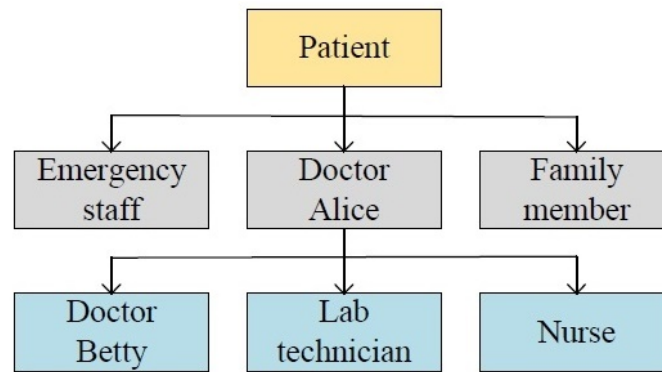 Patient
Emergency
staff
Doctor
Alice
Family
member
Doctor
Betty
Lab
technician
Nurse